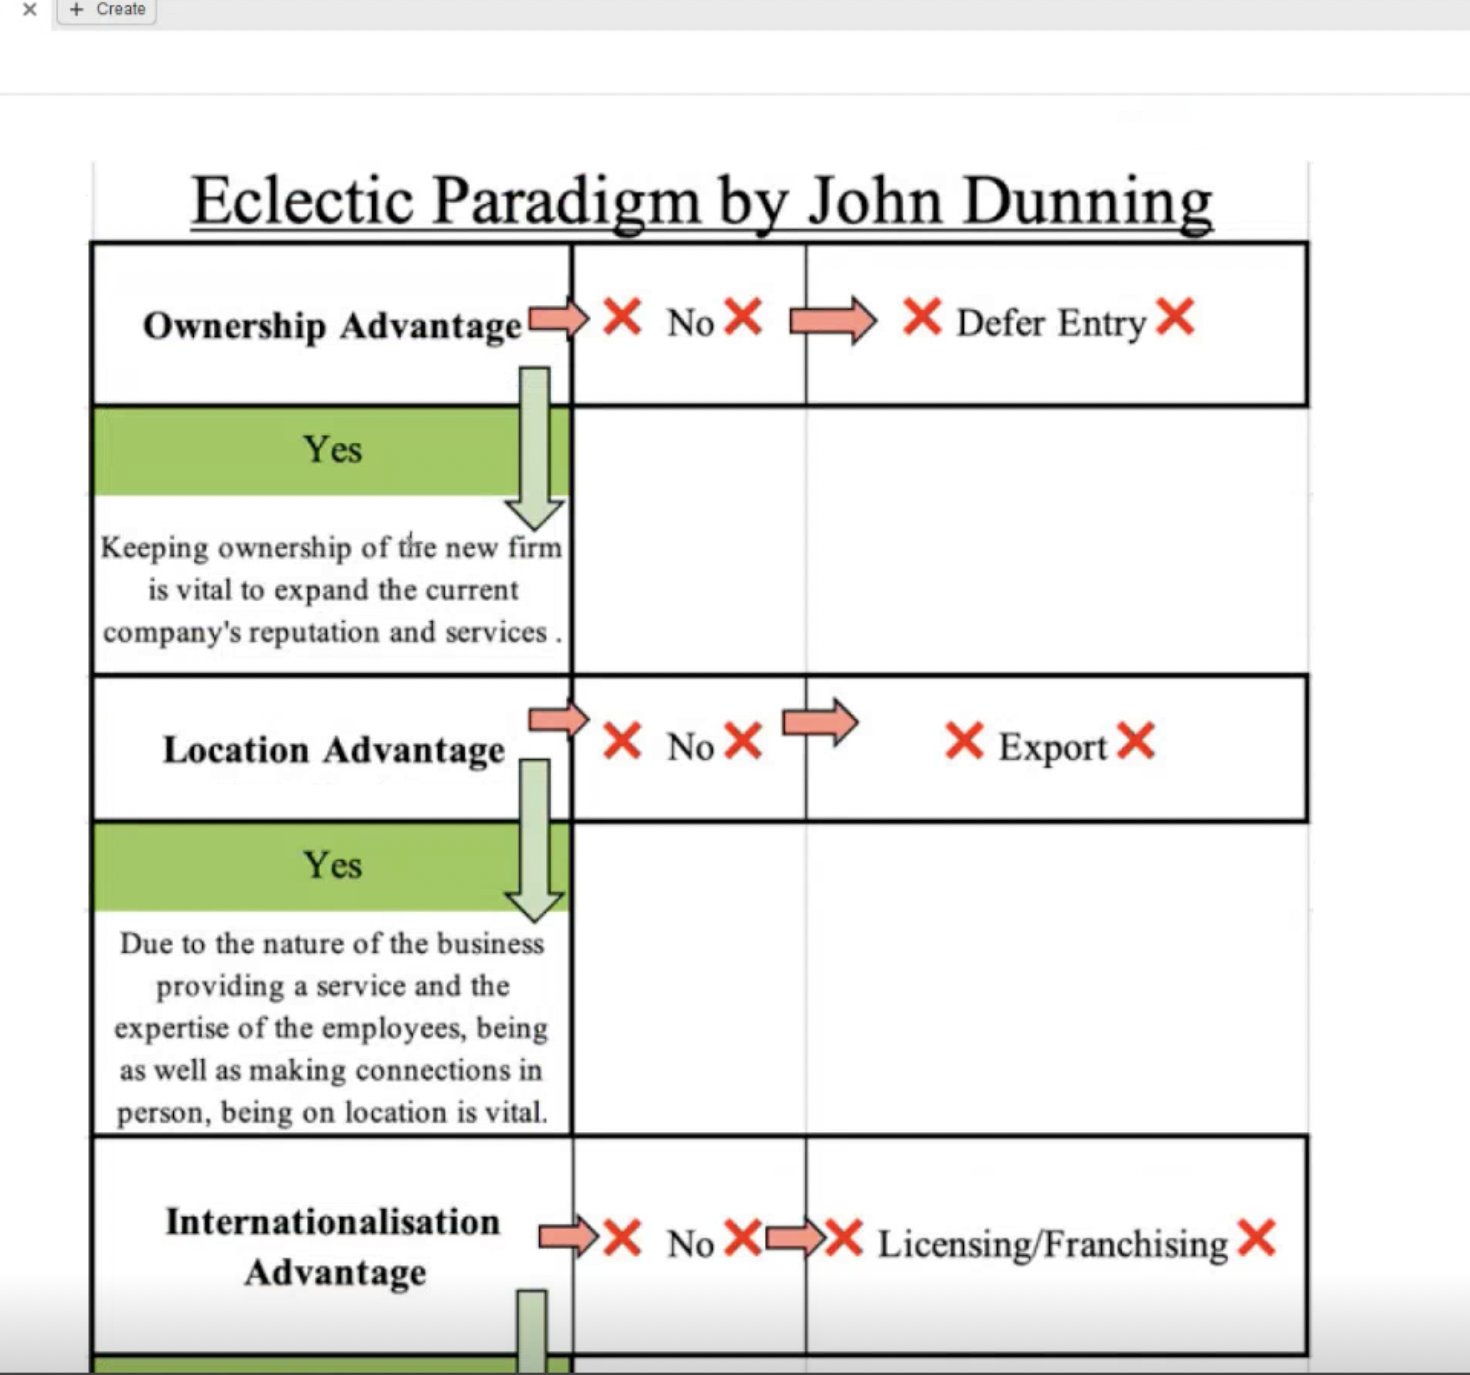 × + Create
Eclectic Paradigm by John Dunning
Ownership Advantage No Defer Entry
Yes
Keeping ownership of the new firm
is vital to expand the current
company's reputation and services .
Location Advantage No Export
Yes
Due to the nature of the business
providing a service and the
expertise of the employees, being
as well as making connections in
person, being on location is vital.
Internationalisation
Advantage
No Licensing/Franchising